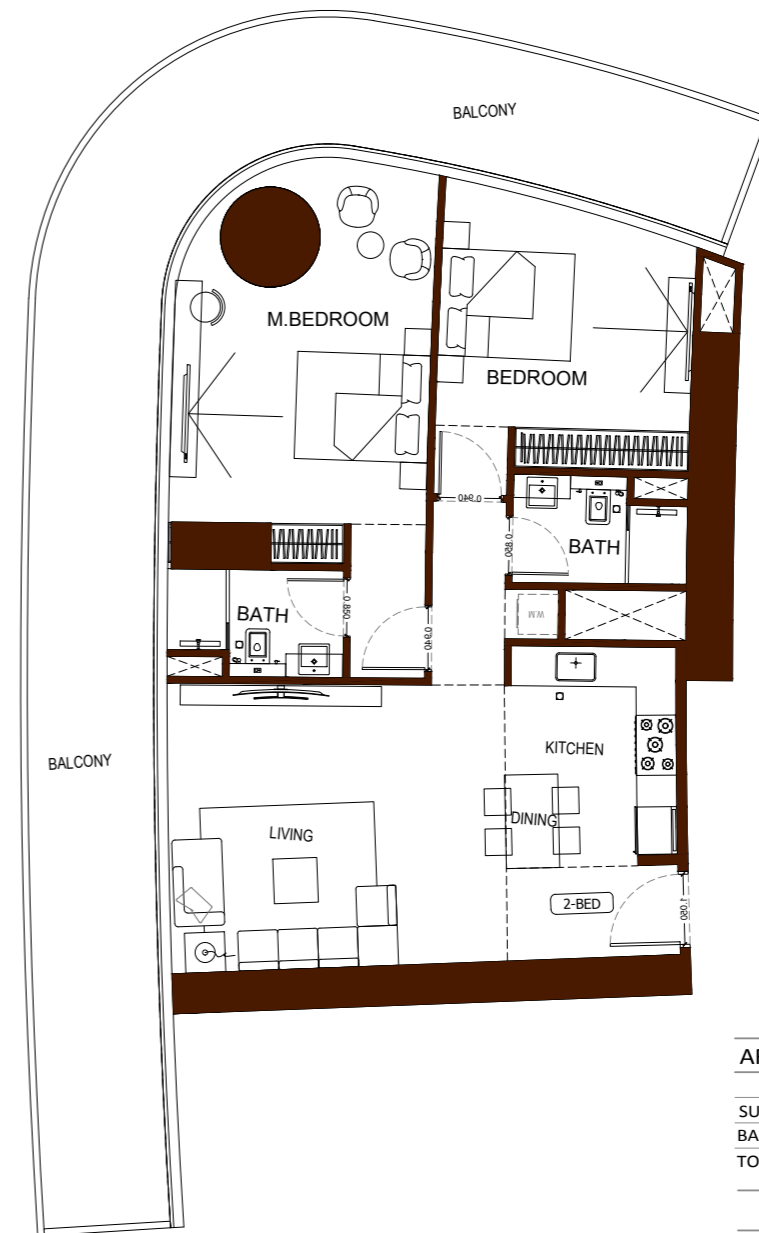 BALCONY
M.BEDROOM
BEDROOM
0.940
0.850
BATH
BATH
0.850
0.940
W.M
KITCHEN
BALCONY
DINING
LIVING
2-BED
1.050
SU
BA
TO